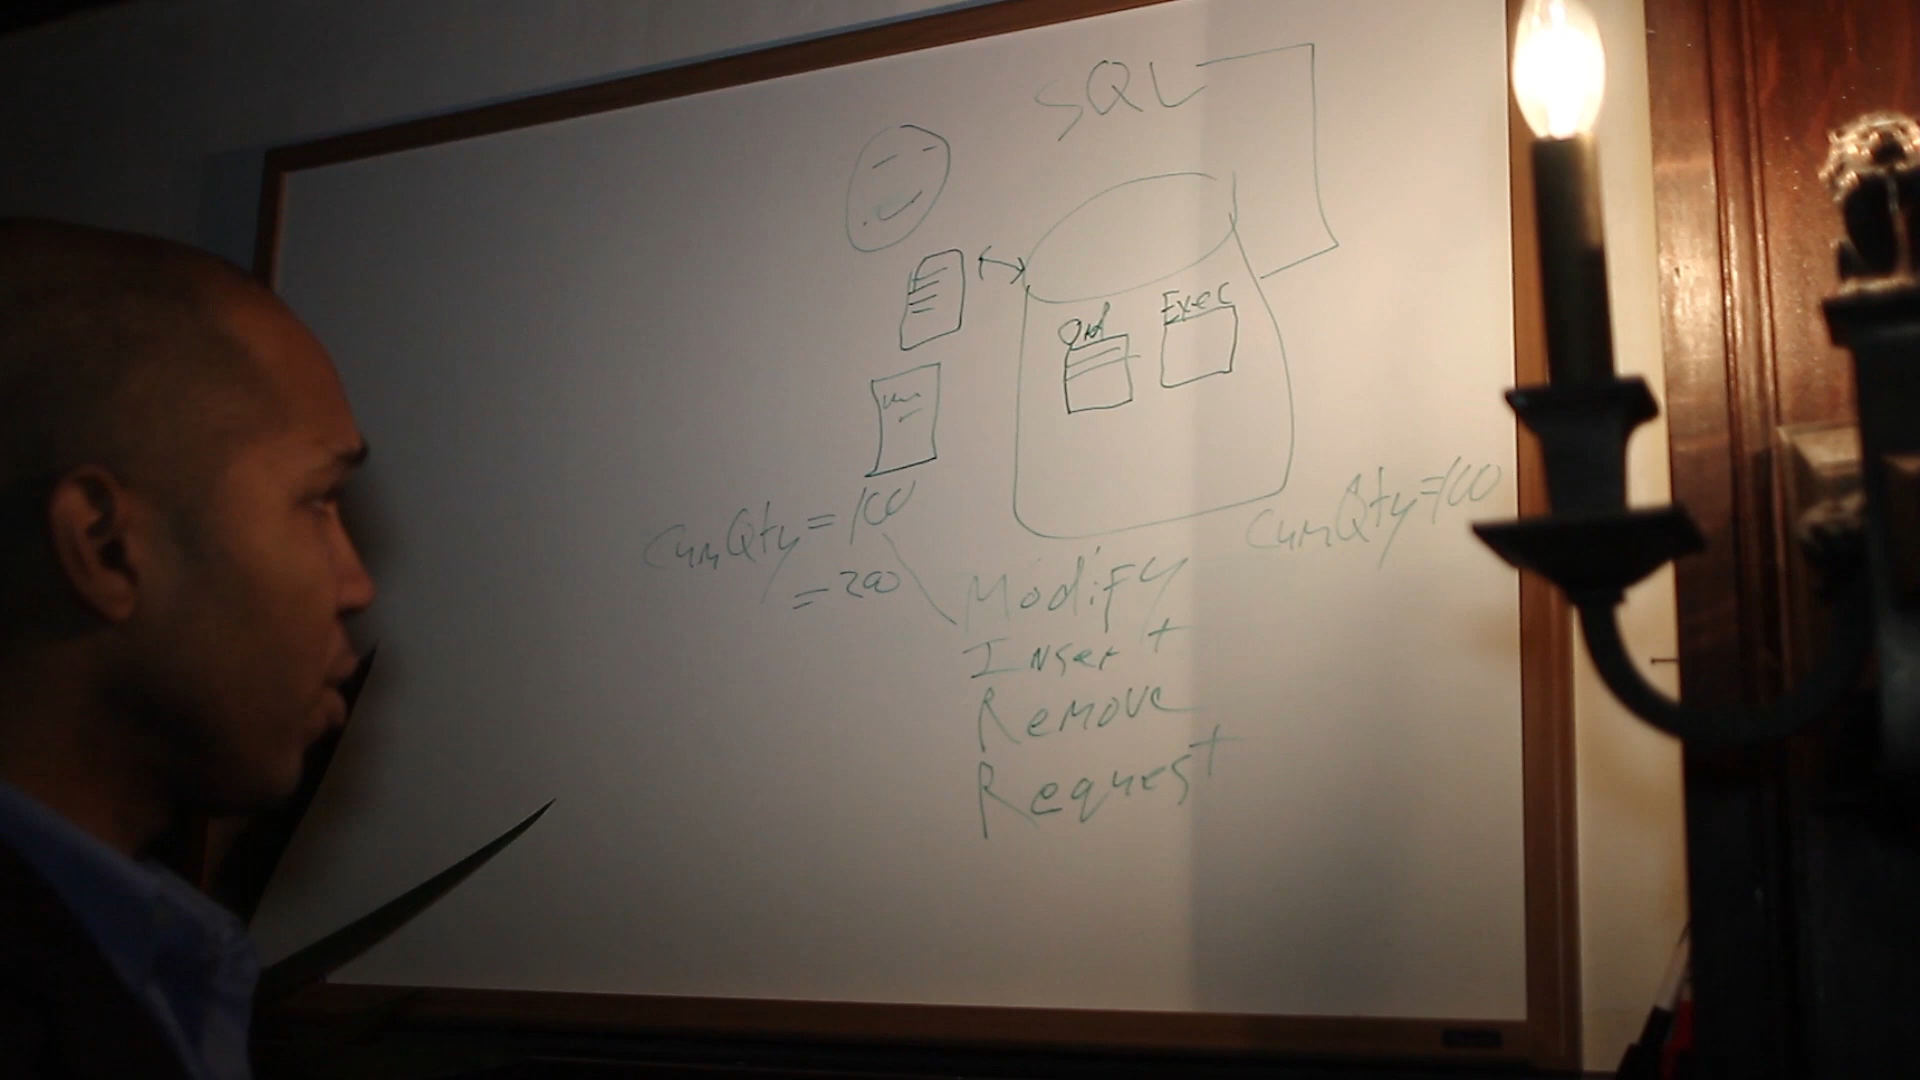 SQL
Exec
Ord
CumQty = 100
= 200
CumQty=100
Modify
Insert
Remove
Request